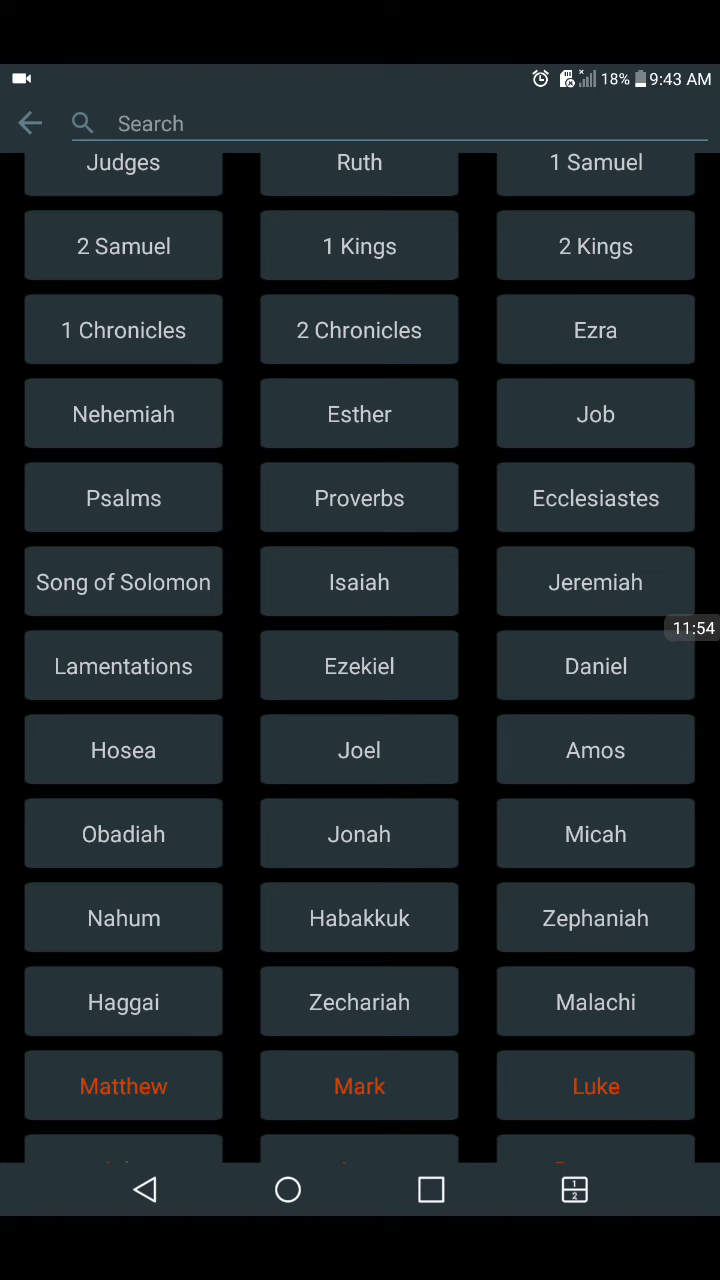 18% 9:43 AM
Search
Judges Ruth 1 Samuel
2 Samuel 1 Kings 2 Kings
1 Chronicles 2 Chronicles Ezra
Nehemiah Esther Job
Psalms Proverbs Ecclesiastes
Song of Solomon Isaiah Jeremiah
11:54
Lamentations Ezekiel Daniel
Hosea Joel Amos
Obadiah Jonah Micah
Nahum Habakkuk Zephaniah
Haggai Zechariah Malachi
Matthew Mark Luke
1
2